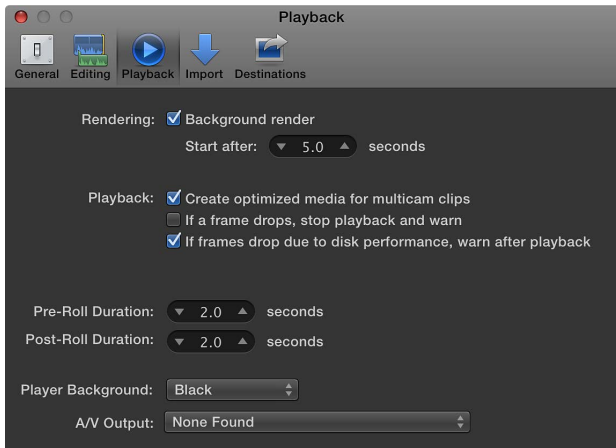 Playback
General Editing Playback Import Destinations
Rendering: Background render
Start after: 5.0 seconds
Playback: Create optimized media for multicam clips
If a frame drops, stop playback and warn
If frames drop due to disk performance, warn after playback
Pre-Roll Duration: 2.0 seconds
Post-Roll Duration: 2.0 seconds
Player Background: Black
A/V Output: None Found